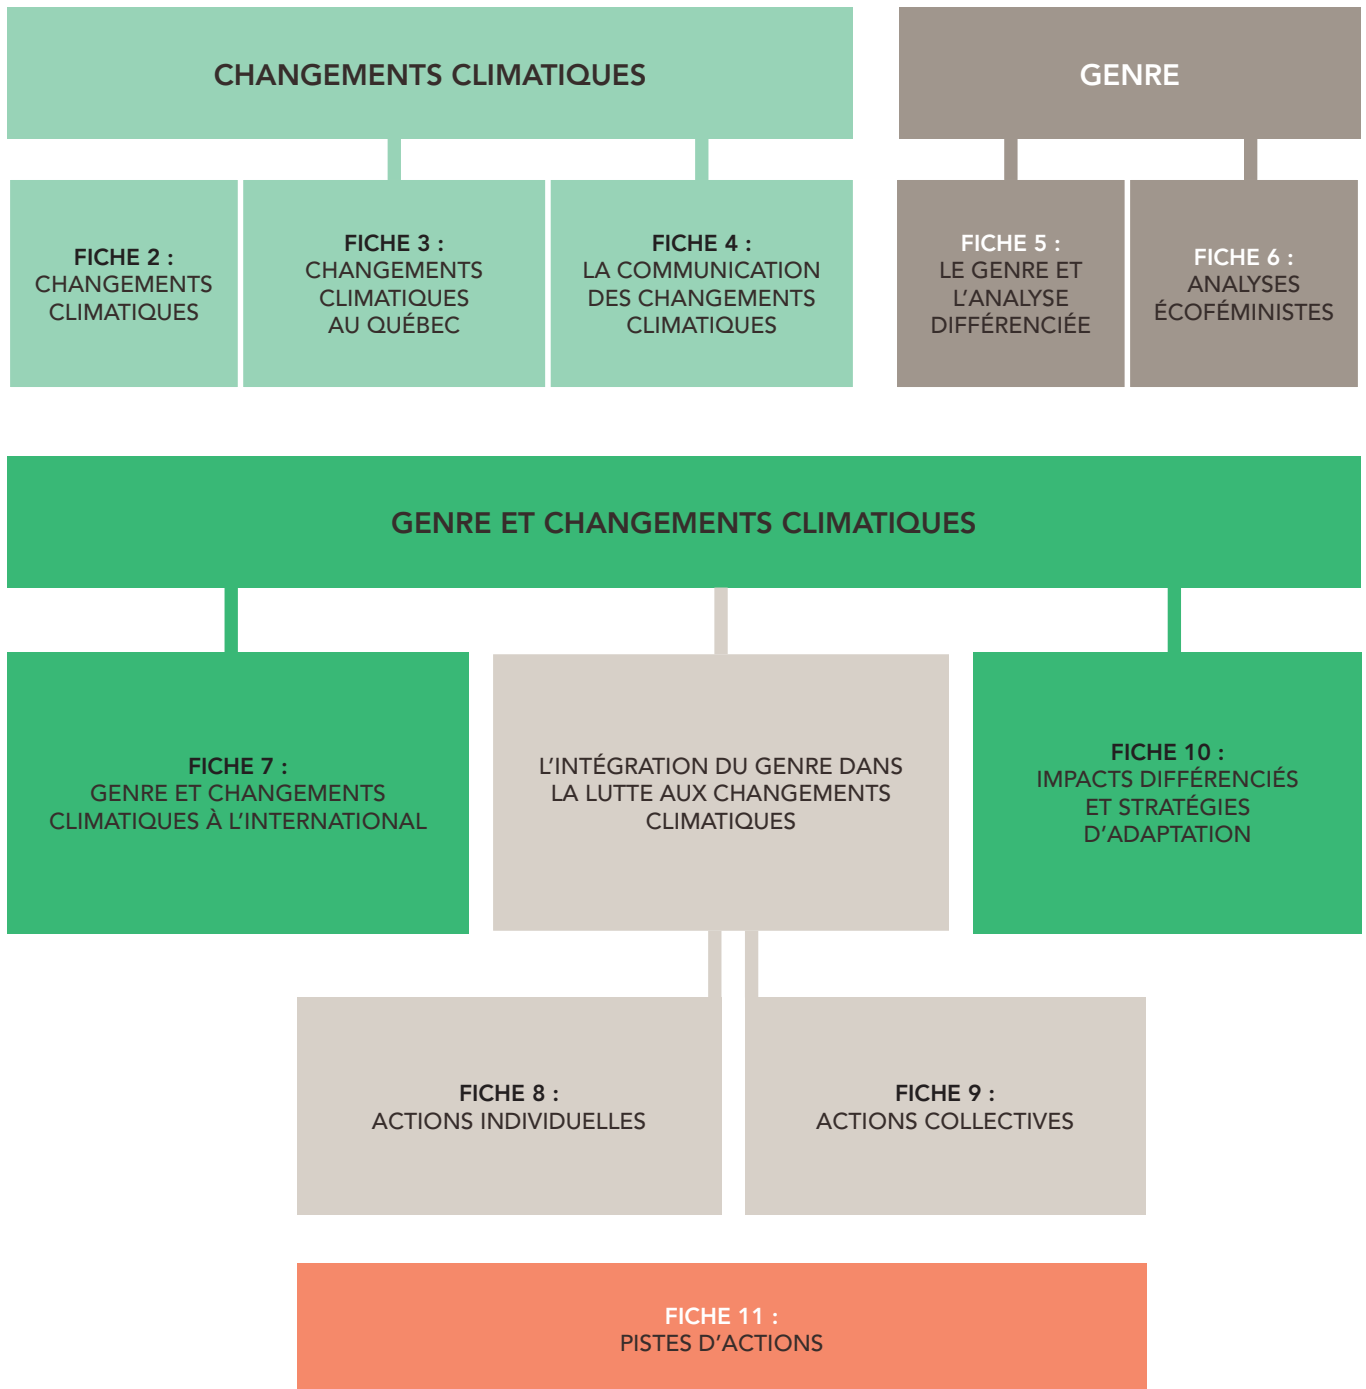 CHANGEMENTS CLIMATIQUES
GENRE
FICHE 2 :
CHANGEMENTS
CLIMATIQUES
FICHE 3 :
CHANGEMENTS
CLIMATIQUES
AU QUÉBEC
FICHE 4 :
LA COMMUNICATION
DES CHANGEMENTS
CLIMATIQUES
FICHE 5 :
LE GENRE ET
L’ANALYSE
DIFFÉRENCIÉE
FICHE 6 :
ANALYSES
ÉCOFÉMINISTES
GENRE ET CHANGEMENTS CLIMATIQUES
FICHE 7 :
GENRE ET CHANGEMENTS
CLIMATIQUES À L’INTERNATIONAL
L’INTÉGRATION DU GENRE DANS
LA LUTTE AUX CHANGEMENTS
CLIMATIQUES
FICHE 10 :
IMPACTS DIFFÉRENCIÉS
ET STRATÉGIES
D’ADAPTATION
FICHE 8 :
ACTIONS INDIVIDUELLES
FICHE 9 :
ACTIONS COLLECTIVES
FICHE 11 :
PISTES D’ACTIONS